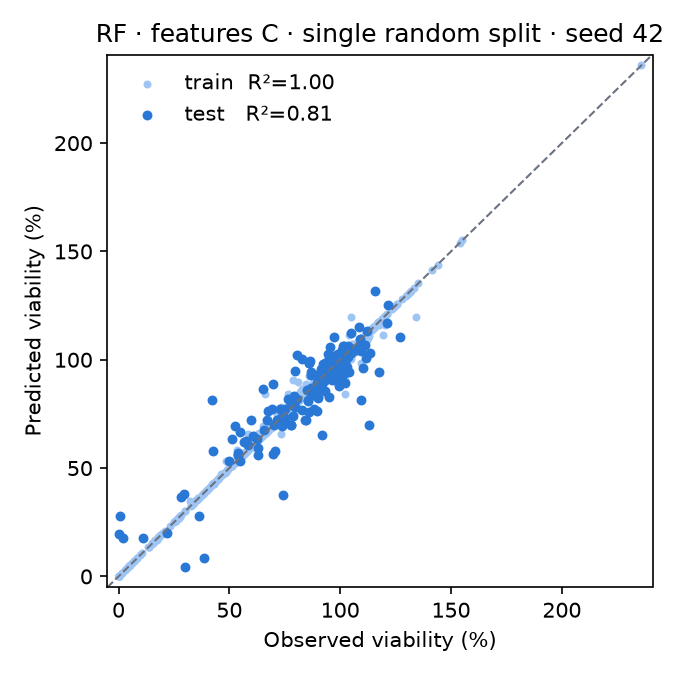 RF · features C · single random split · seed 42
train R²=1.00
test R²=0.81
200
150
100
50
0
Predicted viability (%)
0 50 100 150 200
Observed viability (%)